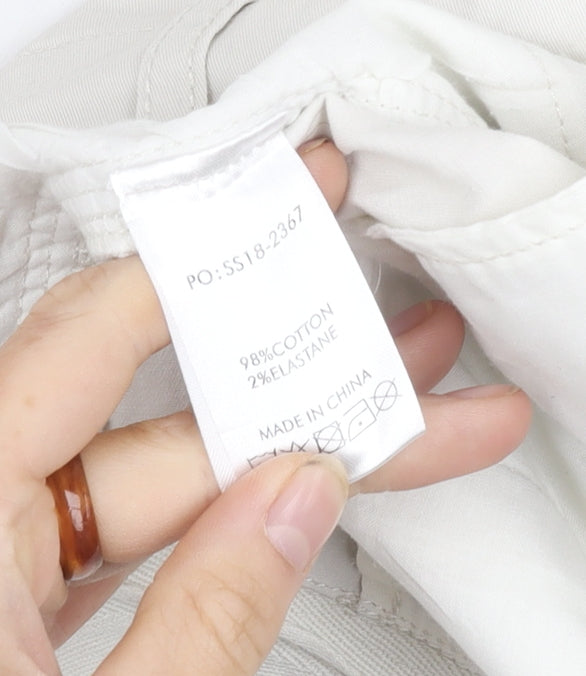 PO:SS18-2367
98%COTTON
2%ELASTANE
MADE IN CHINA